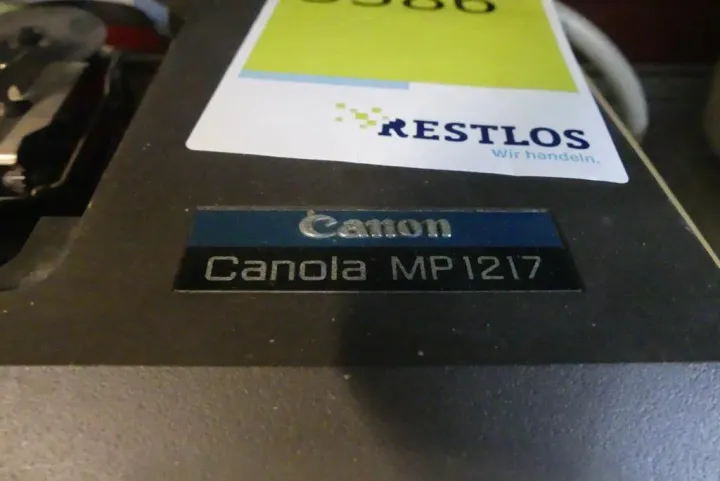 RESTLOS
Wir handeln.
Canon
Canola MP1217